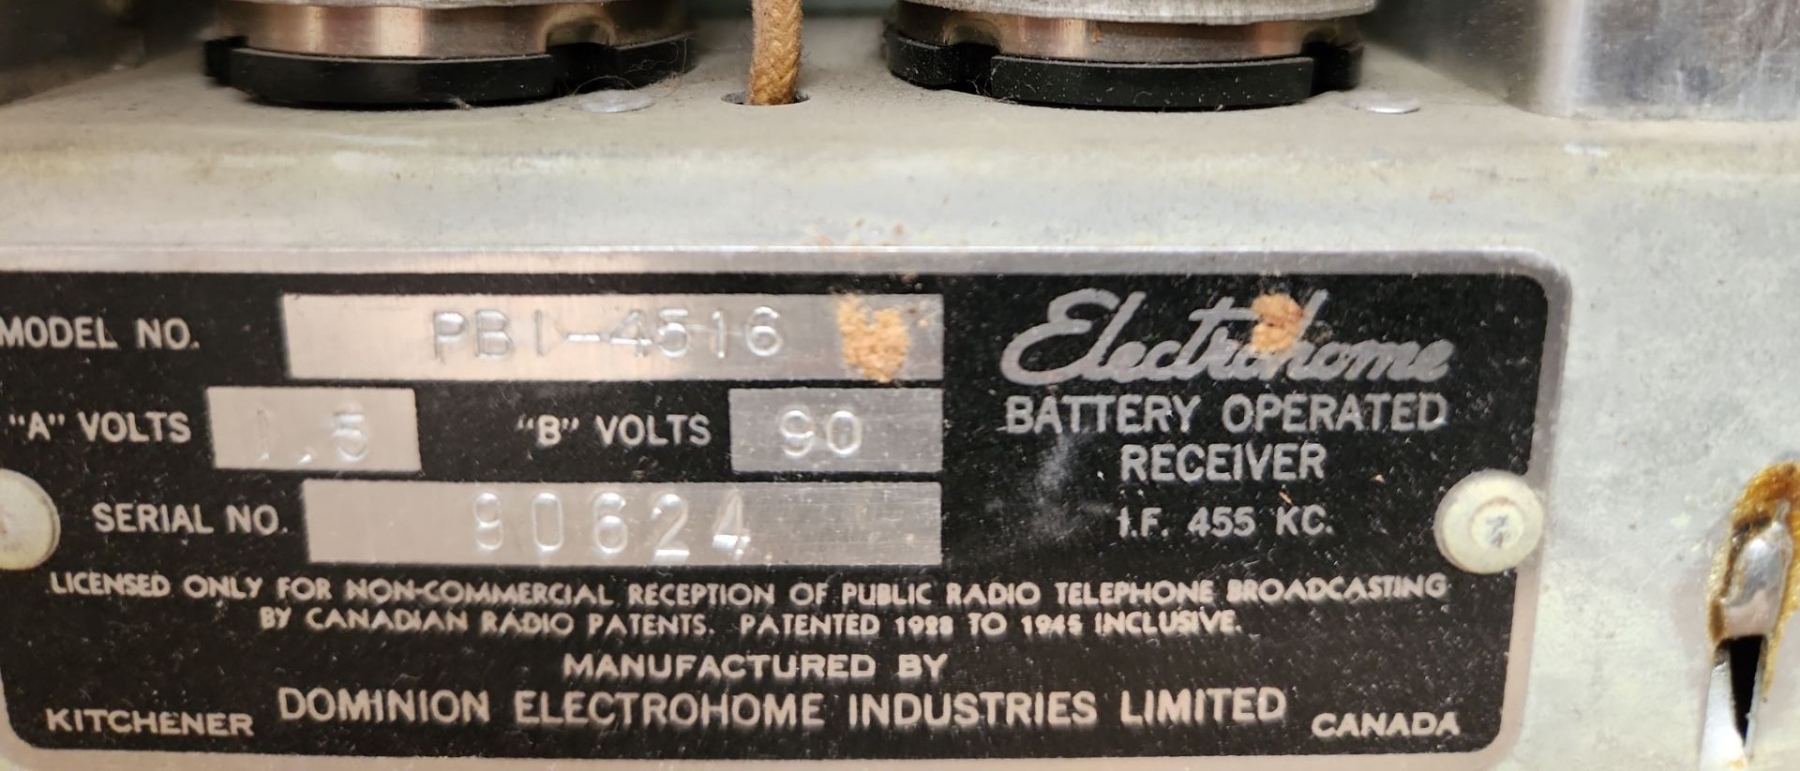 MODEL NO. PB1-4516
"A" VOLTS 1.5 "B" VOLTS 90
SERIAL NO. 90624
Electrohome
BATTERY OPERATED
RECEIVER
I.F. 455 KC.
LICENSED ONLY FOR NON-COMMERCIAL RECEPTION OF PUBLIC RADIO TELEPHONE BROADCASTING
BY CANADIAN RADIO PATENTS. PATENTED 1928 TO 1945 INCLUSIVE.
MANUFACTURED BY
KITCHENER DOMINION ELECTROHOME INDUSTRIES LIMITED CANADA